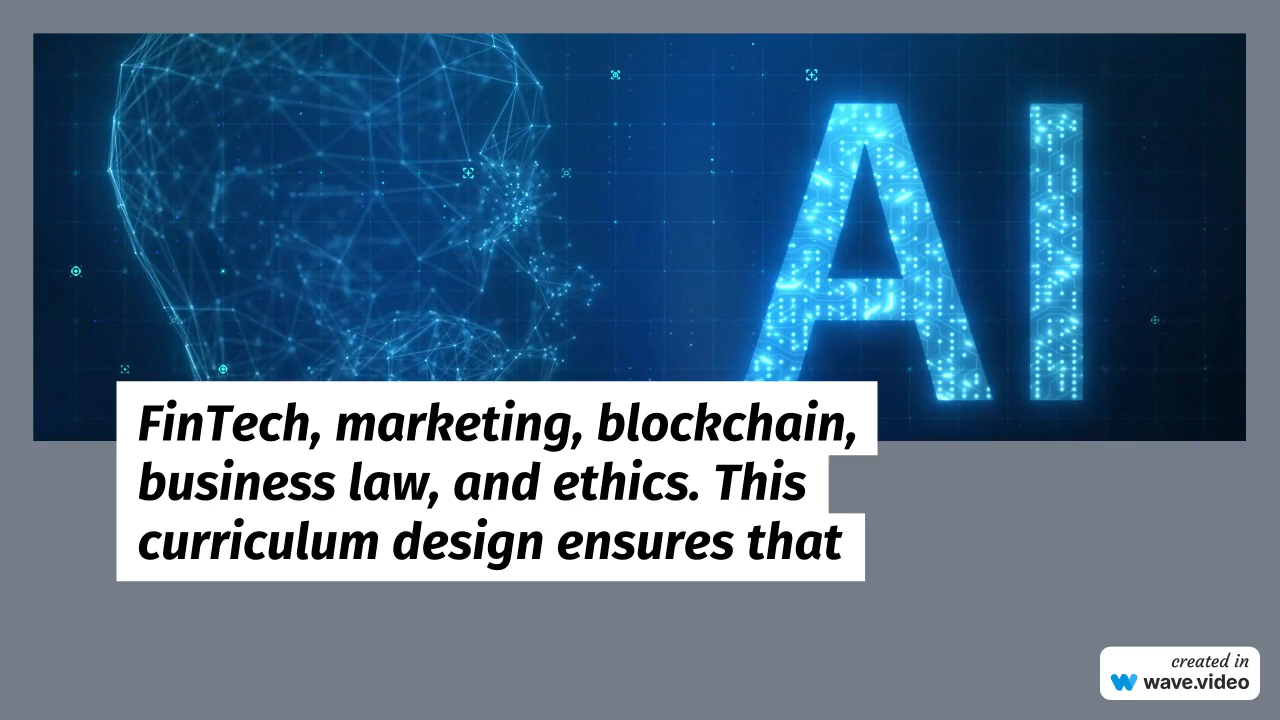 AI
FinTech, marketing, blockchain,
business law, and ethics. This
curriculum design ensures that
created in
wave.video